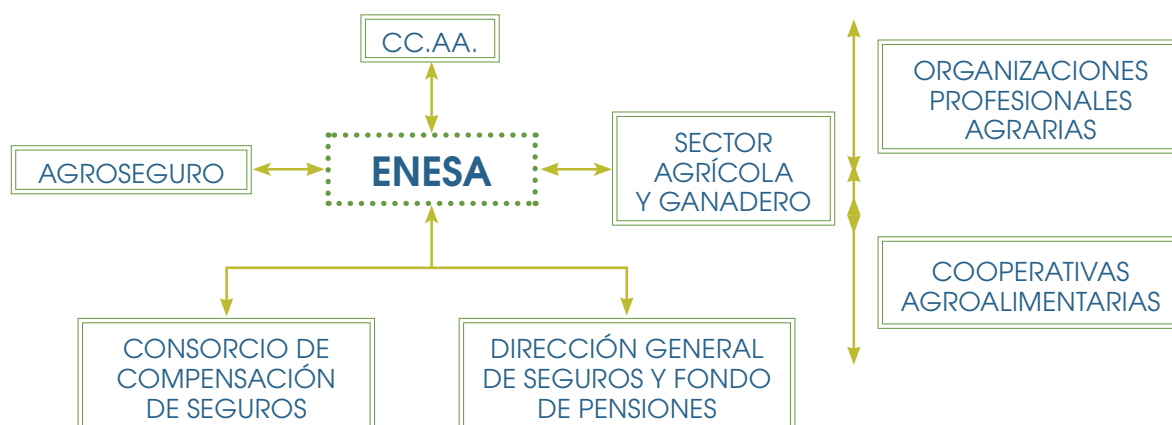 CC.AA.
AGROSEGURO
ENESA
SECTOR
AGRÍCOLA
Y GANADERO
ORGANIZACIONES
PROFESIONALES
AGRARIAS
COOPERATIVAS
AGROALIMENTARIAS
CONSORCIO DE
COMPENSACIÓN
DE SEGUROS
DIRECCIÓN GENERAL
DE SEGUROS Y FONDO
DE PENSIONES